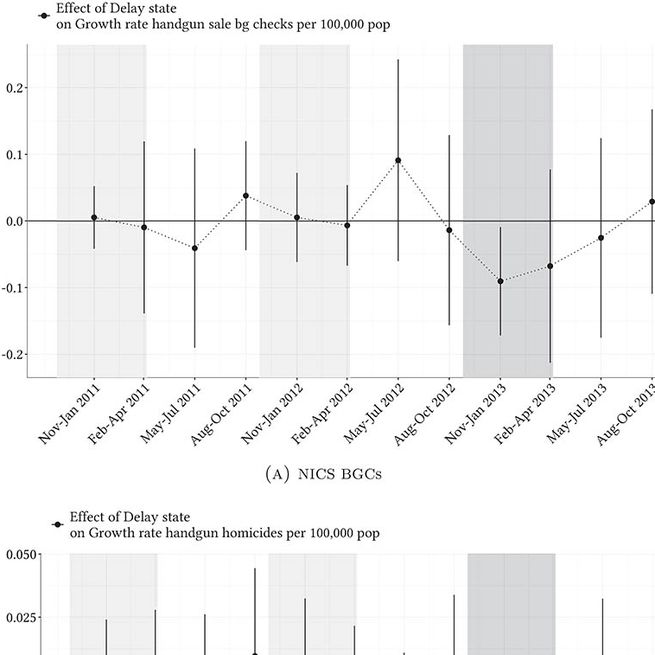 Effect of Delay state
on Growth rate handgun sale bg checks per 100,000 pop
0.2
0.1
0.0
-0.1
-0.2
Nov-Jan 2011
Feb-Apr 2011
May-Jul 2011
Aug-Oct 2011
Nov-Jan 2012
Feb-Apr 2012
May-Jul 2012
Aug-Oct 2012
Nov-Jan 2013
Feb-Apr 2013
May-Jul 2013
Aug-Oct 2013
(A) NICS BGCs
Effect of Delay state
on Growth rate handgun homicides per 100,000 pop
0.050
0.025